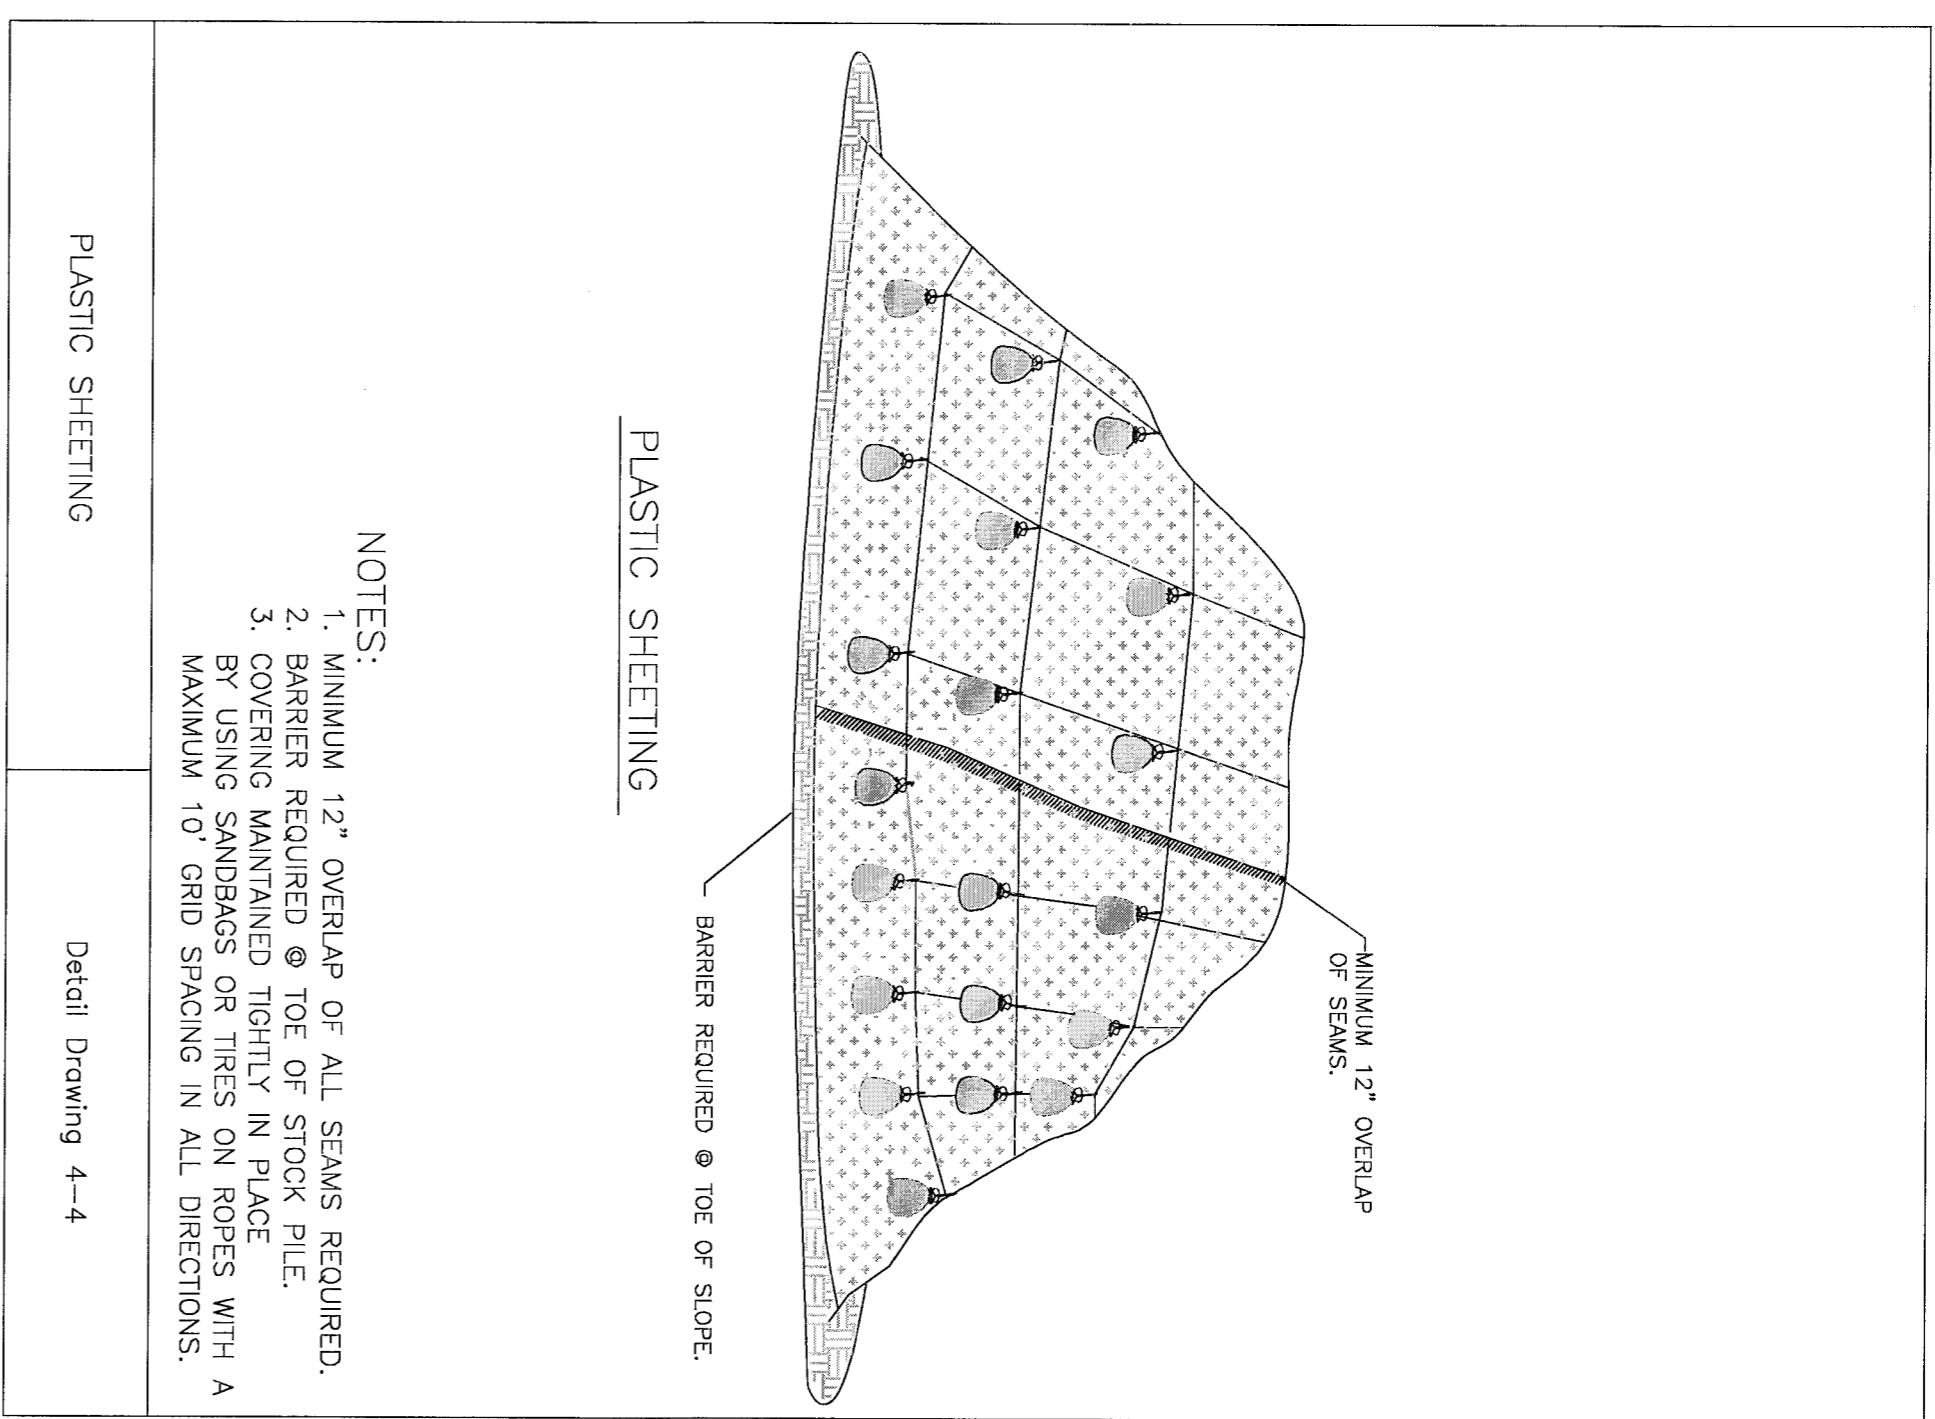 MINIMUM 12" OVERLAP
OF SEAMS.
BARRIER REQUIRED @ TOE OF SLOPE.
PLASTIC SHEETING
NOTES:
1. MINIMUM 12" OVERLAP OF ALL SEAMS REQUIRED.
2. BARRIER REQUIRED @ TOE OF STOCK PILE.
3. COVERING MAINTAINED TIGHTLY IN PLACE
BY USING SANDBAGS OR TIRES ON ROPES WITH A
MAXIMUM 10' GRID SPACING IN ALL DIRECTIONS.
PLASTIC SHEETING
Detail Drawing 4-4